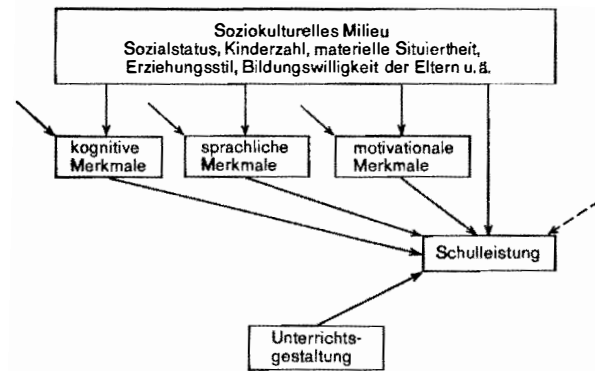 Soziokulturelles Milieu
Sozialstatus, Kinderzahl, materielle Situiertheit,
Erziehungsstil, Bildungswilligkeit der Eltern u. ä.
kognitive
Merkmale
sprachliche
Merkmale
motivationale
Merkmale
Schulleistung
Unterrichts-
gestaltung